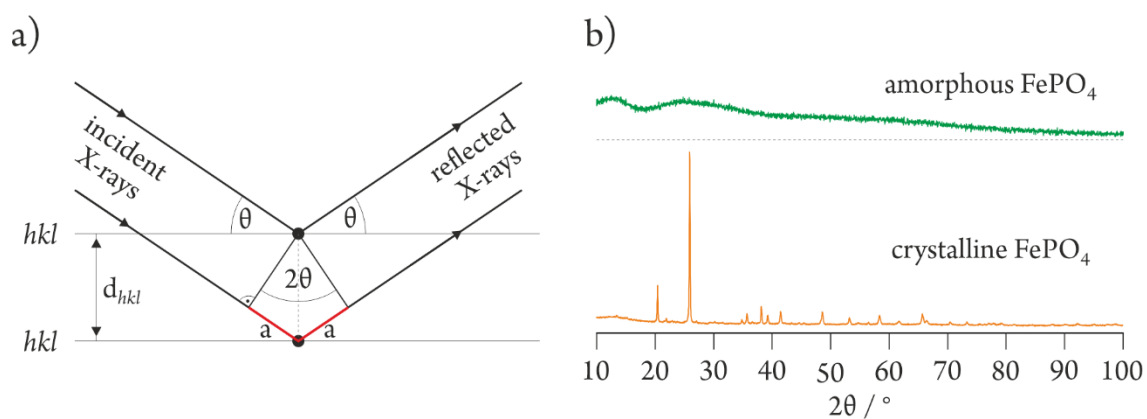 a)
incident
X-rays
reflected
X-rays
θ
θ
hkl
2θ
d_hkl
a
a
hkl
b)
amorphous FePO₄
crystalline FePO₄
10 20 30 40 50 60 70 80 90 100
2θ / °